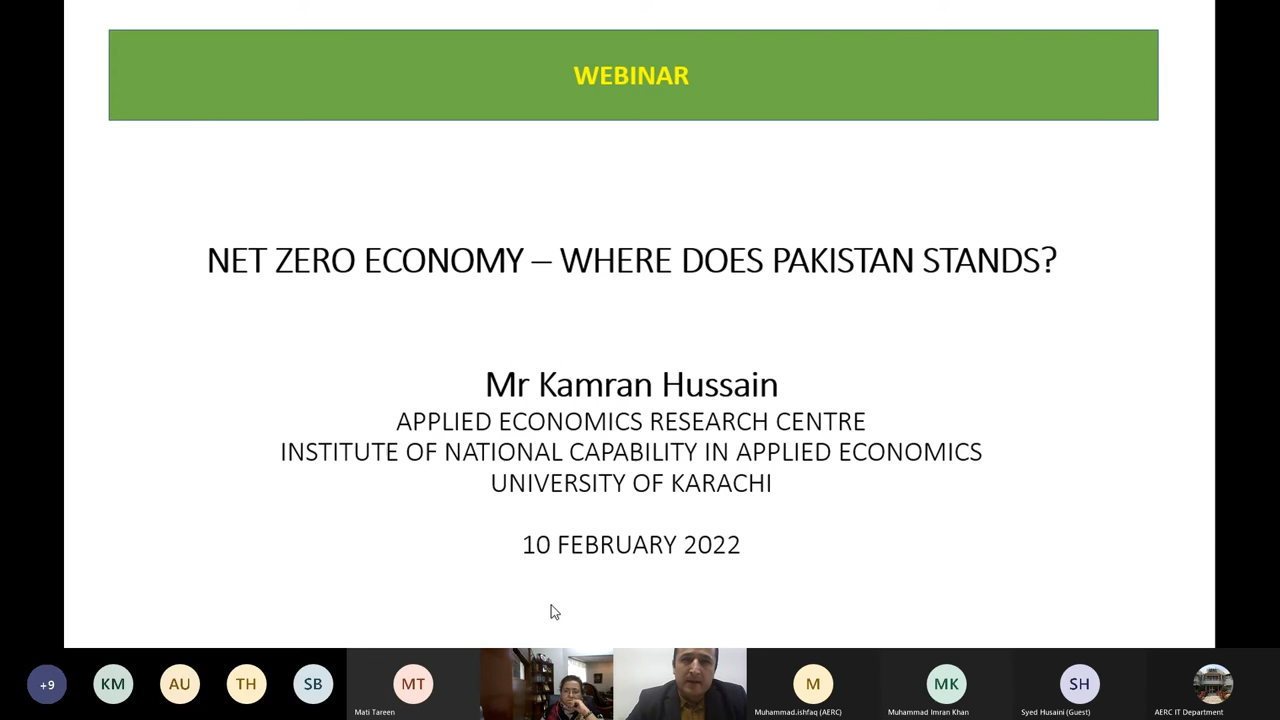 WEBINAR
NET ZERO ECONOMY – WHERE DOES PAKISTAN STANDS?
Mr Kamran Hussain
APPLIED ECONOMICS RESEARCH CENTRE
INSTITUTE OF NATIONAL CAPABILITY IN APPLIED ECONOMICS
UNIVERSITY OF KARACHI
10 FEBRUARY 2022
+9 KM AU TH SB MT M MK SH
Mati Tareen Muhammad.ishfaq (AERC) Muhammad Imran Khan Syed Husaini (Guest) AERC IT Department